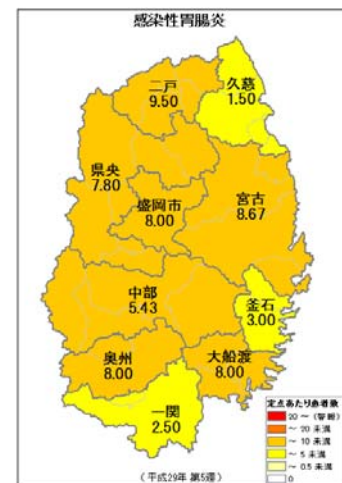 感染性胃腸炎
二戸
9.50
久慈
1.50
県央
7.80
盛岡市
8.00
宮古
8.67
中部
5.43
釜石
3.00
奥州
8.00
大船渡
8.00
一関
2.50
定点あたり患者数
20 ～ (警報)
～ 20 未満
～ 10 未満
～ 5 未満
～ 0.5 未満
0
(平成29年 第5週)